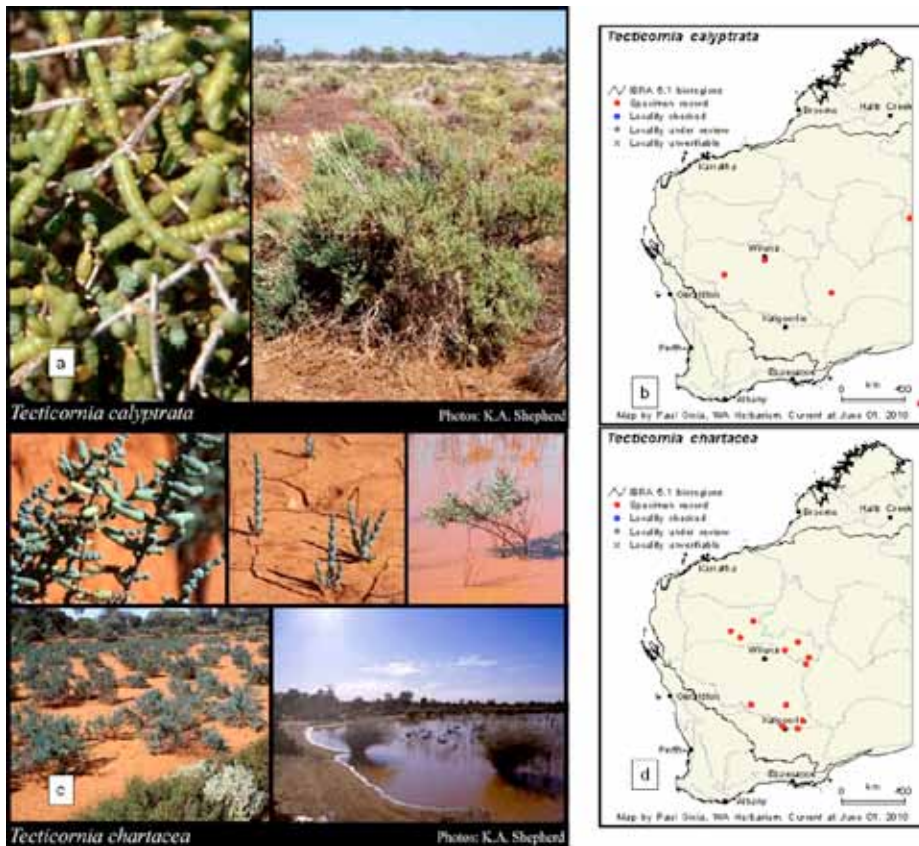 a
Tecticornia calyptrata
Photos: K.A. Shepherd
c
Tecticornia chartacea
Photos: K.A. Shepherd
Tecticornia calyptrata
IBRA 6.1 bioregions
Specimen record
Locality checked
Locality under review
Locality unverifiable
Broome
Halls Creek
Karratha
Wiluna
Geraldton
Kalgoorlie
Perth
Esperance
Albany
km
0 400
b
Map by Paul Gioia, WA Herbarium. Current at June 01, 2010
Tecticornia chartacea
IBRA 6.1 bioregions
Specimen record
Locality checked
Locality under review
Locality unverifiable
Broome
Halls Creek
Karratha
Wiluna
Geraldton
Kalgoorlie
Perth
Esperance
Albany
km
0 400
d
Map by Paul Gioia, WA Herbarium. Current at June 01, 2010